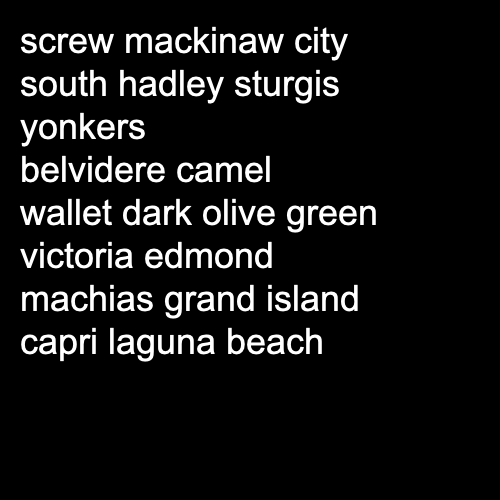 screw mackinaw city
south hadley sturgis
yonkers
belvidere camel
wallet dark olive green
victoria edmond
machias grand island
capri laguna beach